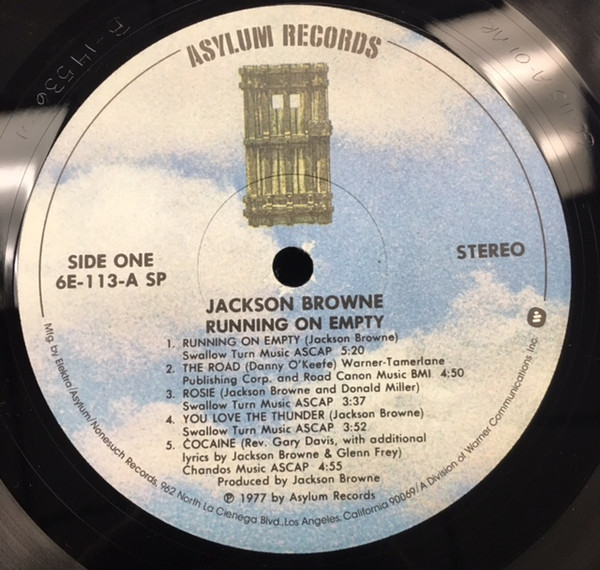 ASYLUM RECORDS
SIDE ONE
6E-113-A SP
STEREO
JACKSON BROWNE
RUNNING ON EMPTY
1. RUNNING ON EMPTY (Jackson Browne)
Swallow Turn Music ASCAP 5:20
2. THE ROAD (Danny O'Keefe) Warner-Tamerlane
Publishing Corp. and Road Canon Music BMI 4:50
3. ROSIE (Jackson Browne and Donald Miller)
Swallow Turn Music ASCAP 3:37
4. YOU LOVE THE THUNDER (Jackson Browne)
Swallow Turn Music ASCAP 3:52
5. COCAINE (Rev. Gary Davis, with additional
lyrics by Jackson Browne & Glenn Frey)
Chandos Music ASCAP 4:55
Produced by Jackson Browne
℗ 1977 by Asylum Records
Mfg. by Elektra/Asylum/Nonesuch Records, 962 North La Cienega Blvd., Los Angeles, California 90069/A Division of Warner Communications Inc.
B-14536